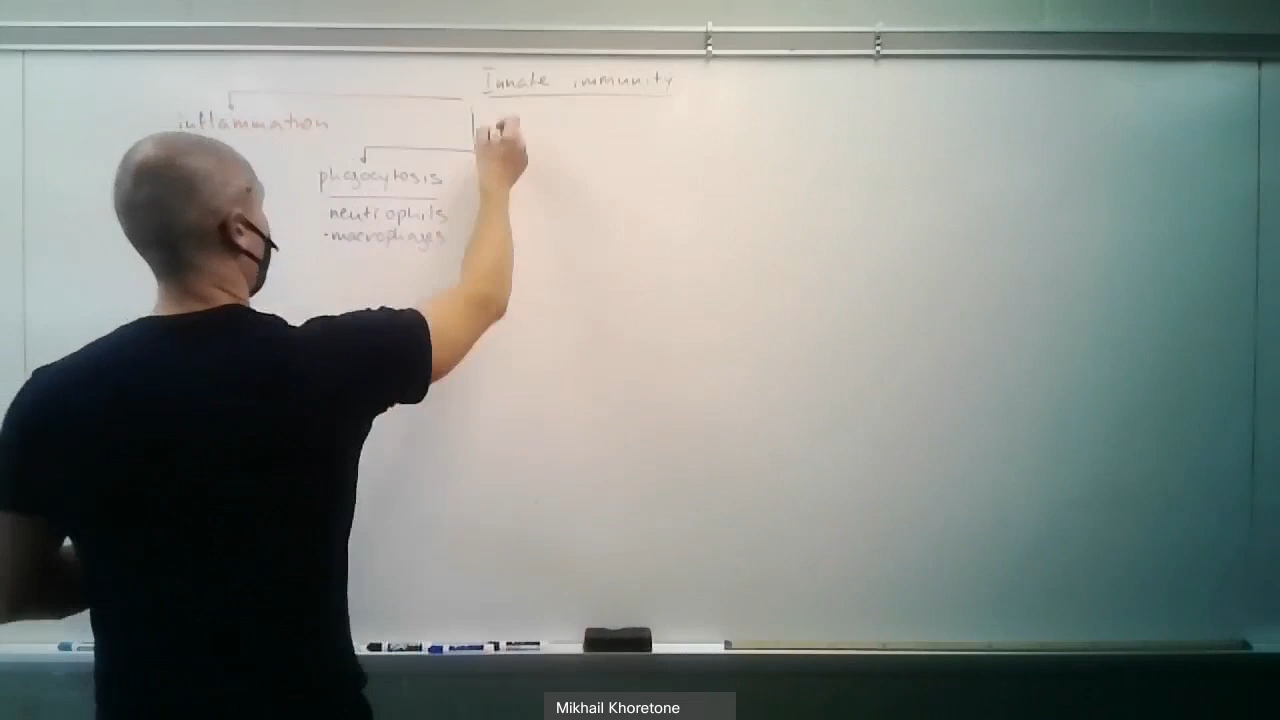 Innate immunity
inflammation
phagocytosis
neutrophils
-macrophages
Mikhail Khoretone